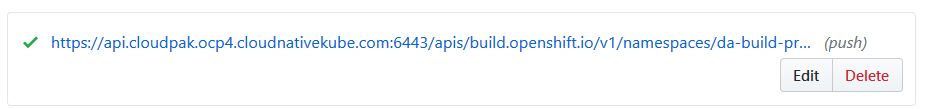 https://api.cloudpak.ocp4.cloudnativekube.com:6443/apis/build.openshift.io/v1/namespaces/da-build-pr... (push)
Edit Delete